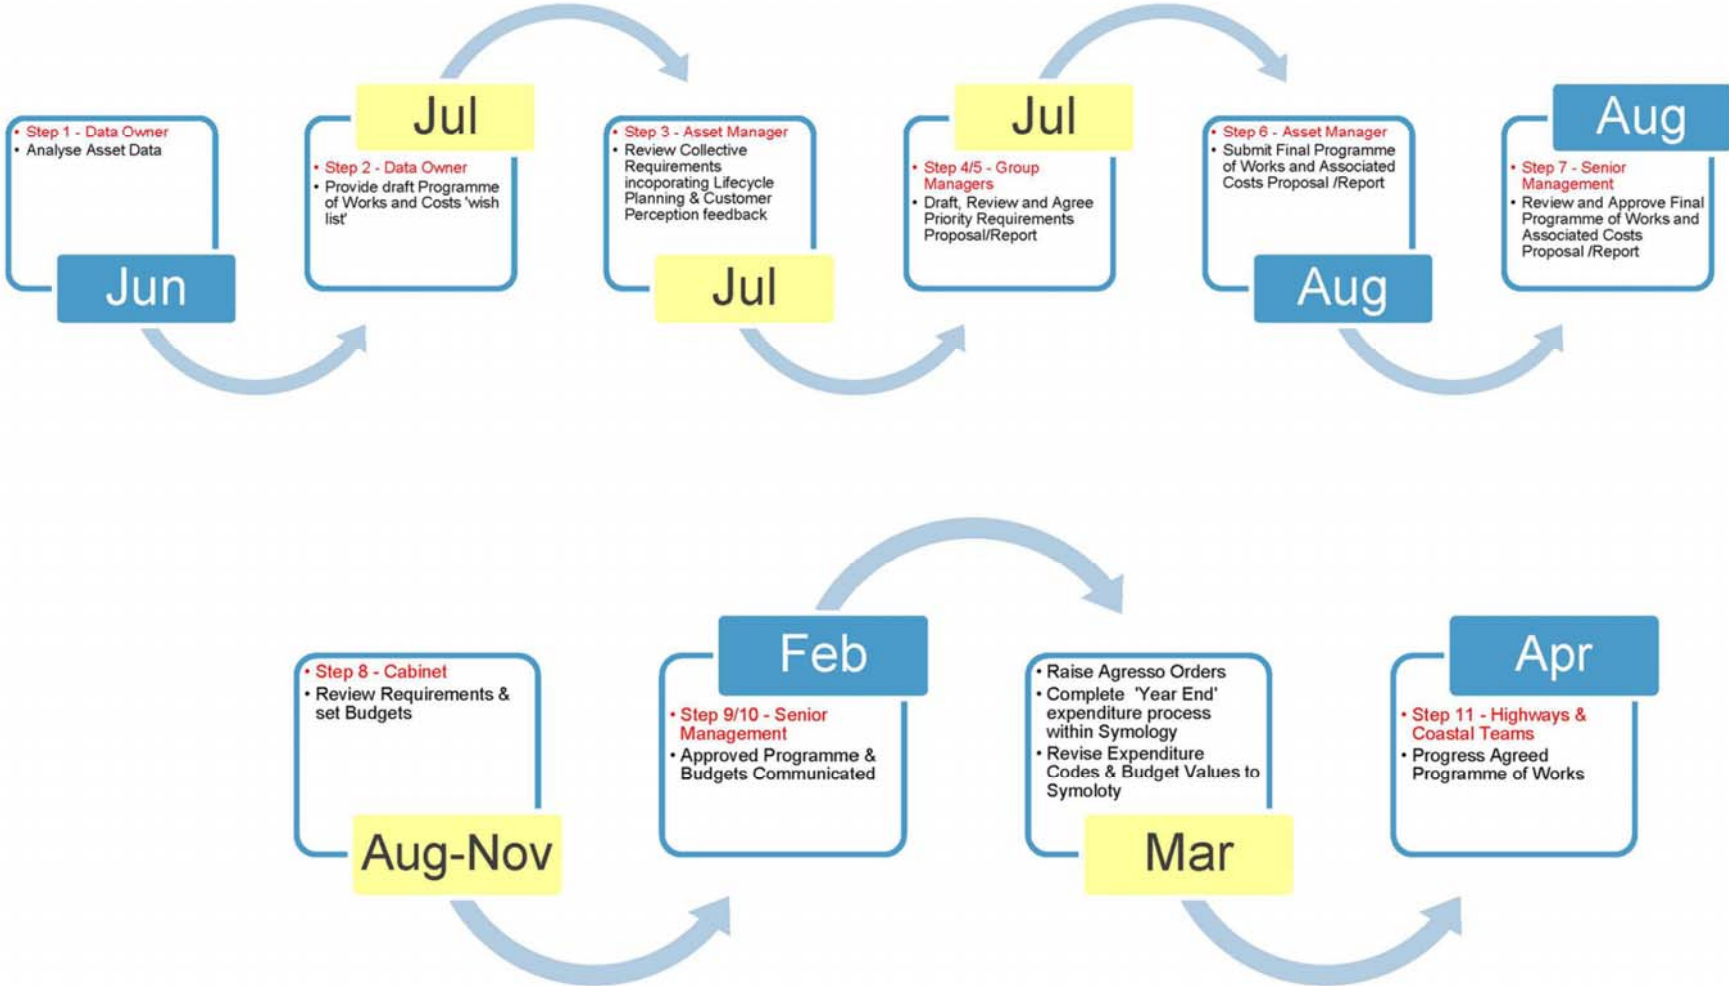 Step 1 - Data Owner
Analyse Asset Data
Jun
Jul
Step 2 - Data Owner
Provide draft Programme
of Works and Costs 'wish
list'
Step 3 - Asset Manager
Review Collective
Requirements
incoporating Lifecycle
Planning & Customer
Perception feedback
Jul
Jul
Step 4/5 - Group
Managers
Draft, Review and Agree
Priority Requirements
Proposal/Report
Step 6 - Asset Manager
Submit Final Programme
of Works and Associated
Costs Proposal /Report
Aug
Aug
Step 7 - Senior
Management
Review and Approve Final
Programme of Works and
Associated Costs
Proposal /Report
Step 8 - Cabinet
Review Requirements &
set Budgets
Aug-Nov
Feb
Step 9/10 - Senior
Management
Approved Programme &
Budgets Communicated
Raise Agresso Orders
Complete 'Year End'
expenditure process
within Symology
Revise Expenditure
Codes & Budget Values to
Symoloty
Mar
Apr
Step 11 - Highways &
Coastal Teams
Progress Agreed
Programme of Works